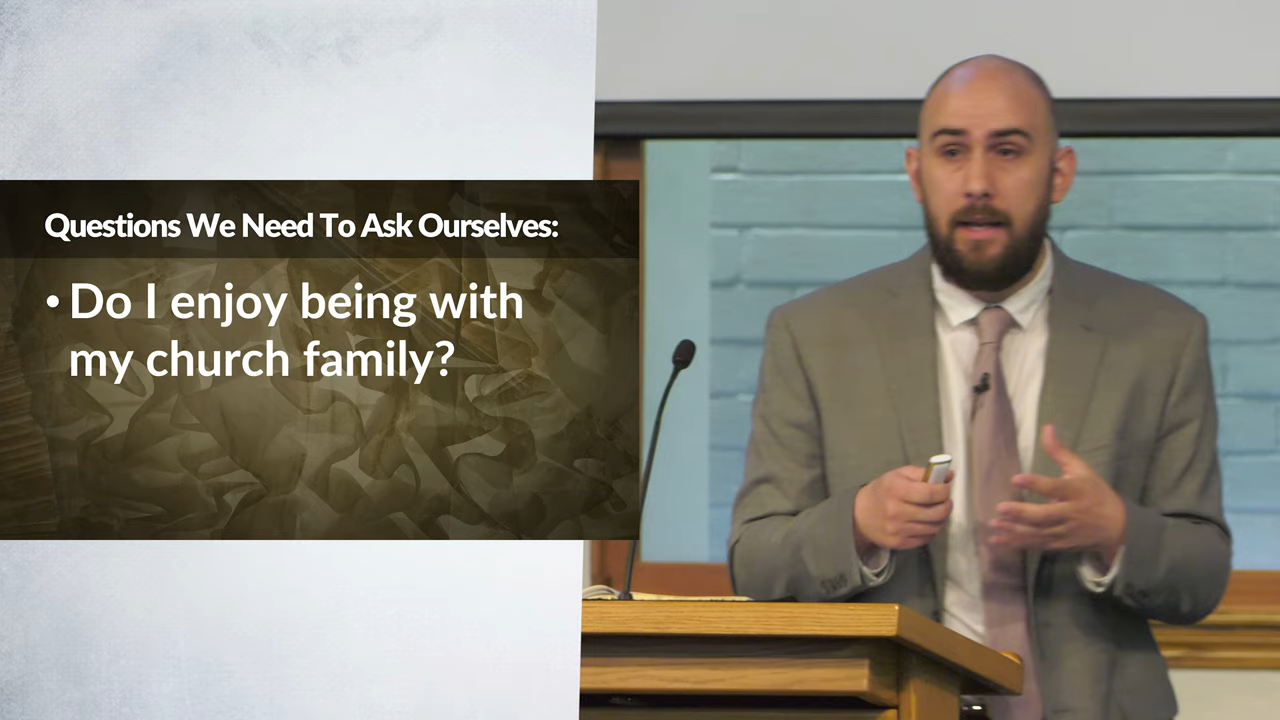 Questions We Need To Ask Ourselves:
• Do I enjoy being with
my church family?